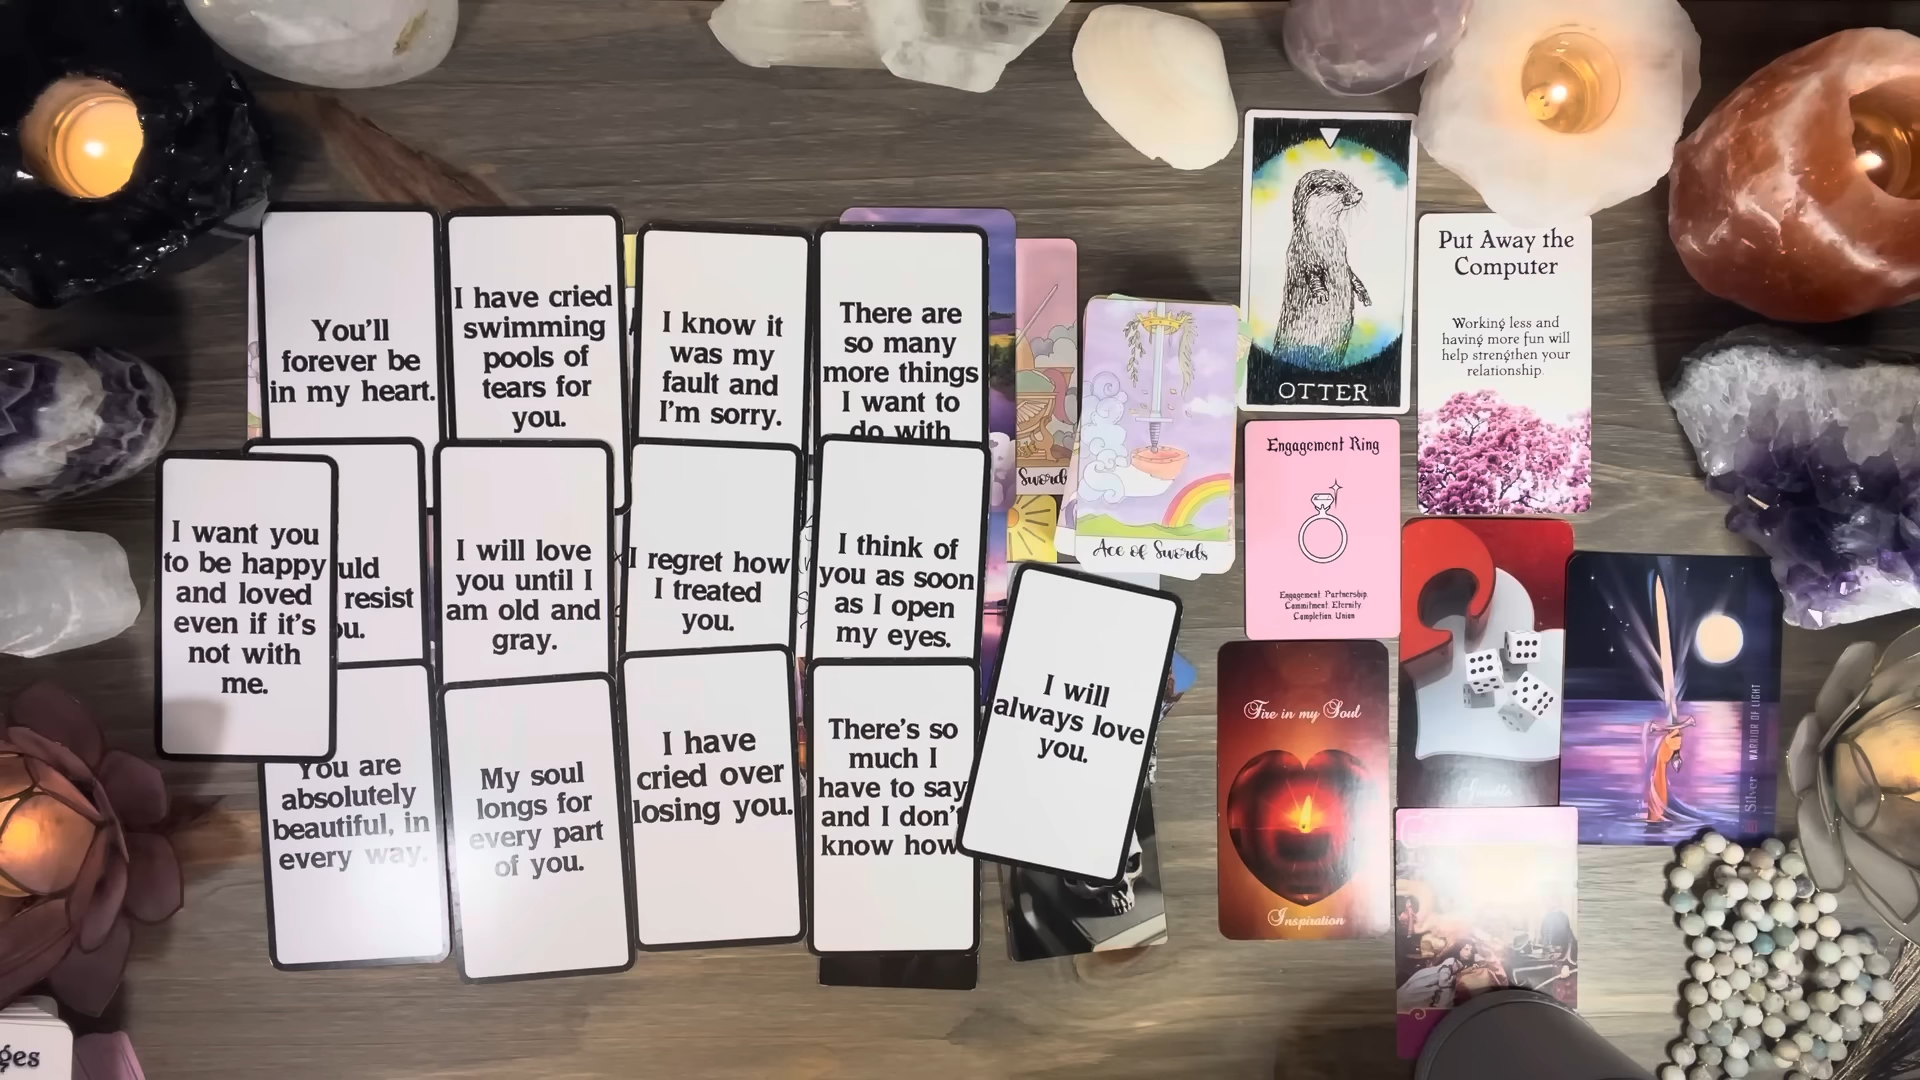 You'll
forever be
in my heart.
I have cried
swimming
pools of
tears for
you.
I know it
was my
fault and
I'm sorry.
There are
so many
more things
I want to
do with
I want you
to be happy
and loved
even if it's
not with
me.
uld
resist
ou.
I will love
you until I
am old and
gray.
I regret how
I treated
you.
I think of
you as soon
as I open
my eyes.
You are
absolutely
beautiful, in
every way.
My soul
longs for
every part
of you.
I have
cried over
losing you.
There's so
much I
have to say
and I don't
know how
I will
always love
you.
Sword
Ace of Swords
OTTER
Put Away the
Computer
Working less and
having more fun will
help strengthen your
relationship.
Engagement Ring
Engagement. Partnership.
Commitment. Eternity
Completion. Union
Fire in my Soul
Inspiration
Silver WARRIOR OF LIGHT
ges